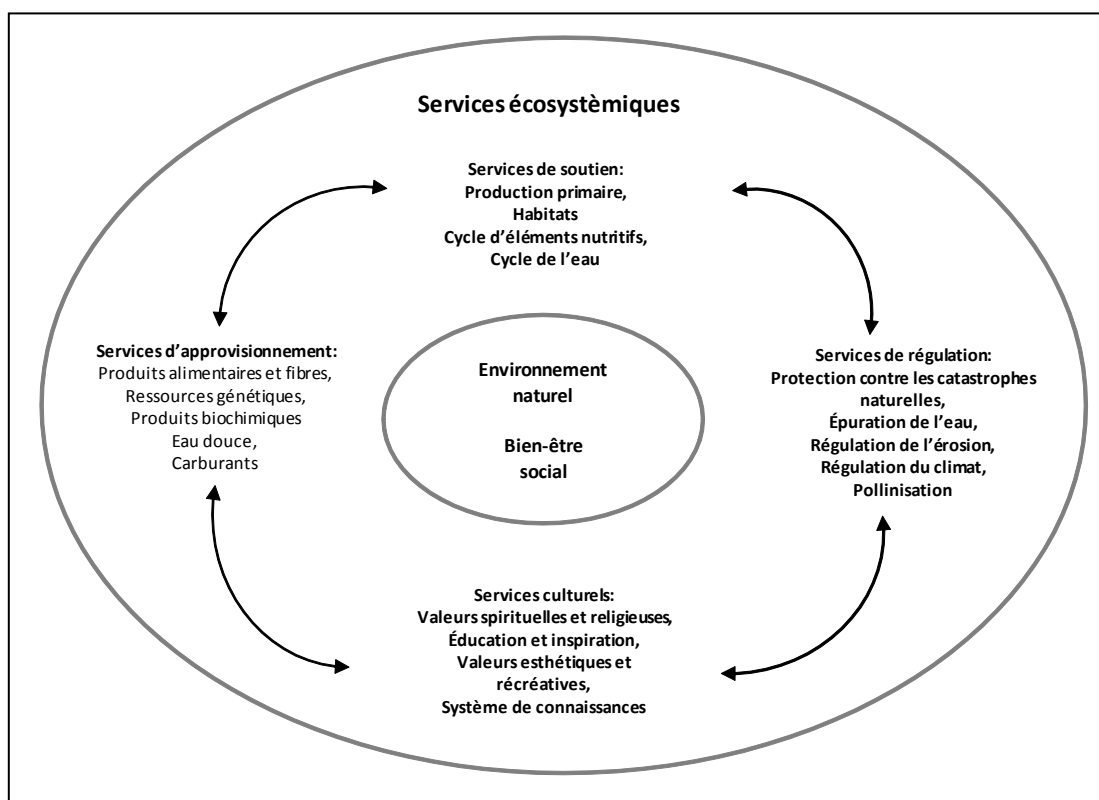 Services écosystèmiques
Services de soutien:
Production primaire,
Habitats
Cycle d'éléments nutritifs,
Cycle de l'eau
Services d'approvisionnement:
Produits alimentaires et fibres,
Ressources génétiques,
Produits biochimiques
Eau douce,
Carburants
Environnement
naturel
Bien-être
social
Services de régulation:
Protection contre les catastrophes
naturelles,
Épuration de l'eau,
Régulation de l'érosion,
Régulation du climat,
Pollinisation
Services culturels:
Valeurs spirituelles et religieuses,
Éducation et inspiration,
Valeurs esthétiques et
récréatives,
Système de connaissances